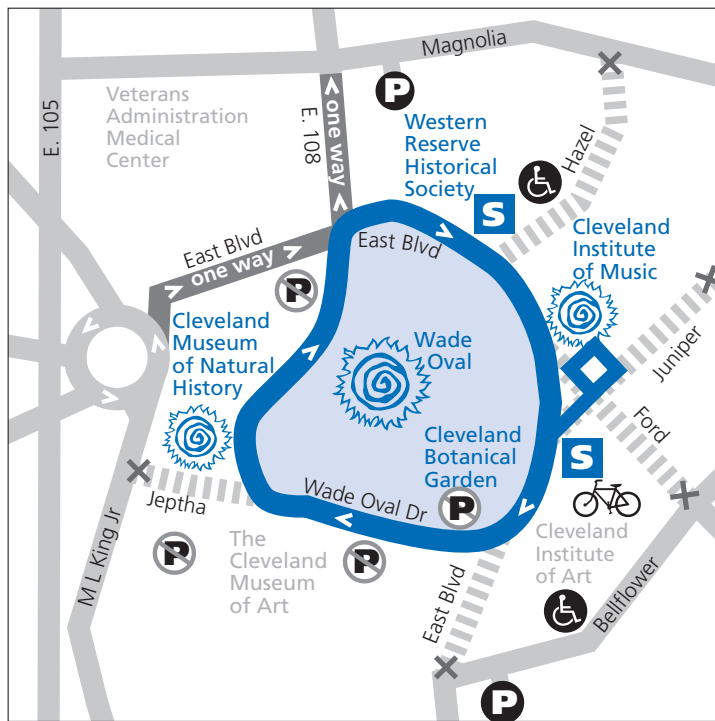 Magnolia
P
E. 105
Veterans
Administration
Medical
Center
E. 108
one way
Western
Reserve
Historical
Society
Hazel
S
East Blvd
one way
East Blvd
Cleveland
Institute
of Music
P
Cleveland
Museum
of Natural
History
Wade
Oval
Juniper
Ford
Cleveland
Botanical
Garden
S
P
Jeptha
Wade Oval Dr
M L King Jr
P
The
Cleveland
Museum
of Art
P
Cleveland
Institute
of Art
East Blvd
Bellflower
P